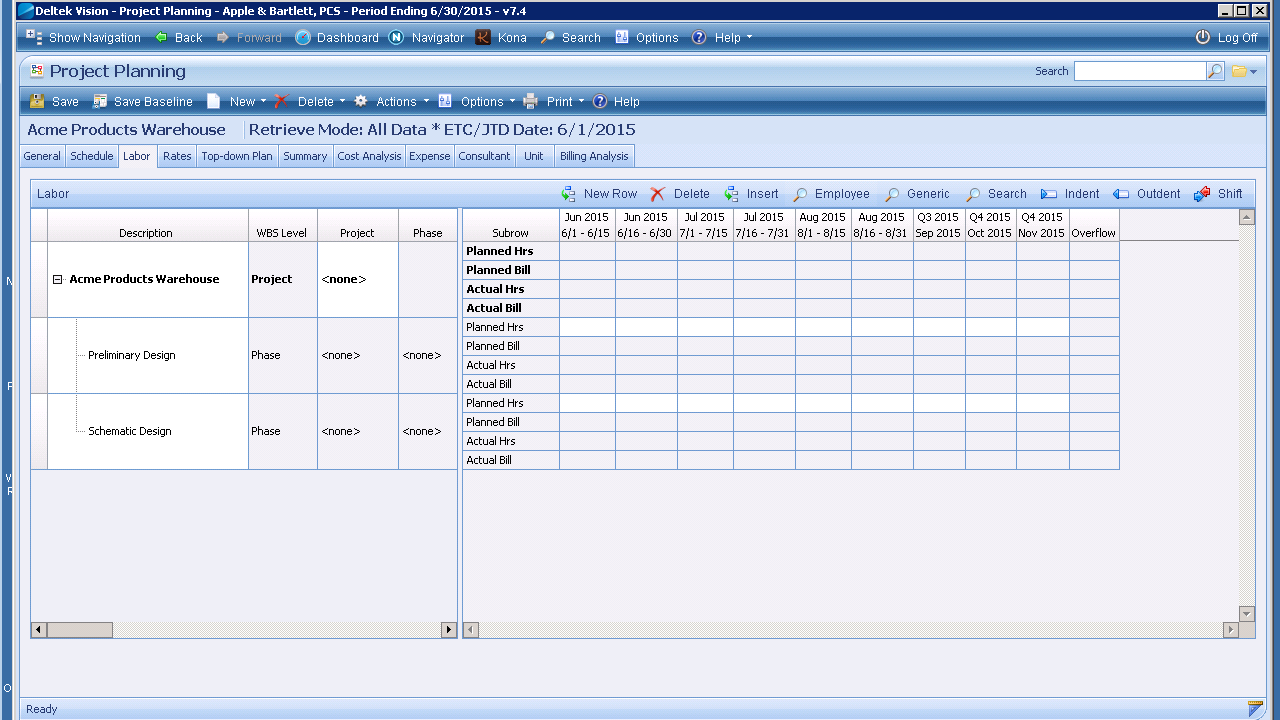 Deltek Vision - Project Planning - Apple & Bartlett, PCS - Period Ending 6/30/2015 - v7.4
Show Navigation Back Forward Dashboard Navigator Kona Search Options Help Log Off
Project Planning Search
Save Save Baseline New Delete Actions Options Print Help
Acme Products Warehouse Retrieve Mode: All Data * ETC/JTD Date: 6/1/2015
General Schedule Labor Rates Top-down Plan Summary Cost Analysis Expense Consultant Unit Billing Analysis
Labor New Row Delete Insert Employee Generic Search Indent Outdent Shift
Jun 2015 Jun 2015 Jul 2015 Jul 2015 Aug 2015 Aug 2015 Q3 2015 Q4 2015 Q4 2015
Description WBS Level Project Phase Subrow 6/1 - 6/15 6/16 - 6/30 7/1 - 7/15 7/16 - 7/31 8/1 - 8/15 8/16 - 8/31 Sep 2015 Oct 2015 Nov 2015 Overflow
Planned Hrs
Planned Bill
Acme Products Warehouse Project <none>
Actual Hrs
Actual Bill
Planned Hrs
Planned Bill
Preliminary Design Phase <none> <none>
Actual Hrs
Actual Bill
Planned Hrs
Planned Bill
Schematic Design Phase <none> <none>
Actual Hrs
Actual Bill
Ready